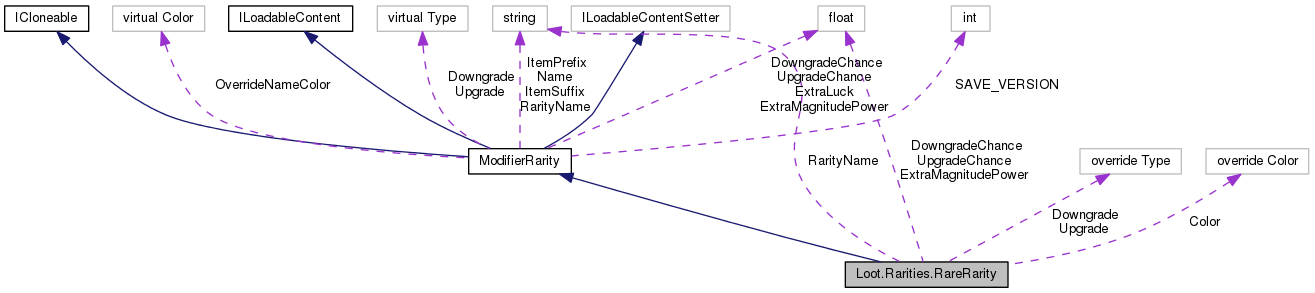 ICloneable
virtual Color
ILoadableContent
virtual Type
string
ILoadableContentSetter
float
int
OverrideNameColor
Downgrade
Upgrade
ItemPrefix
Name
ItemSuffix
RarityName
DowngradeChance
UpgradeChance
ExtraLuck
ExtraMagnitudePower
SAVE_VERSION
ModifierRarity
RarityName
DowngradeChance
UpgradeChance
ExtraMagnitudePower
override Type
override Color
Downgrade
Upgrade
Color
Loot.Rarities.RareRarity